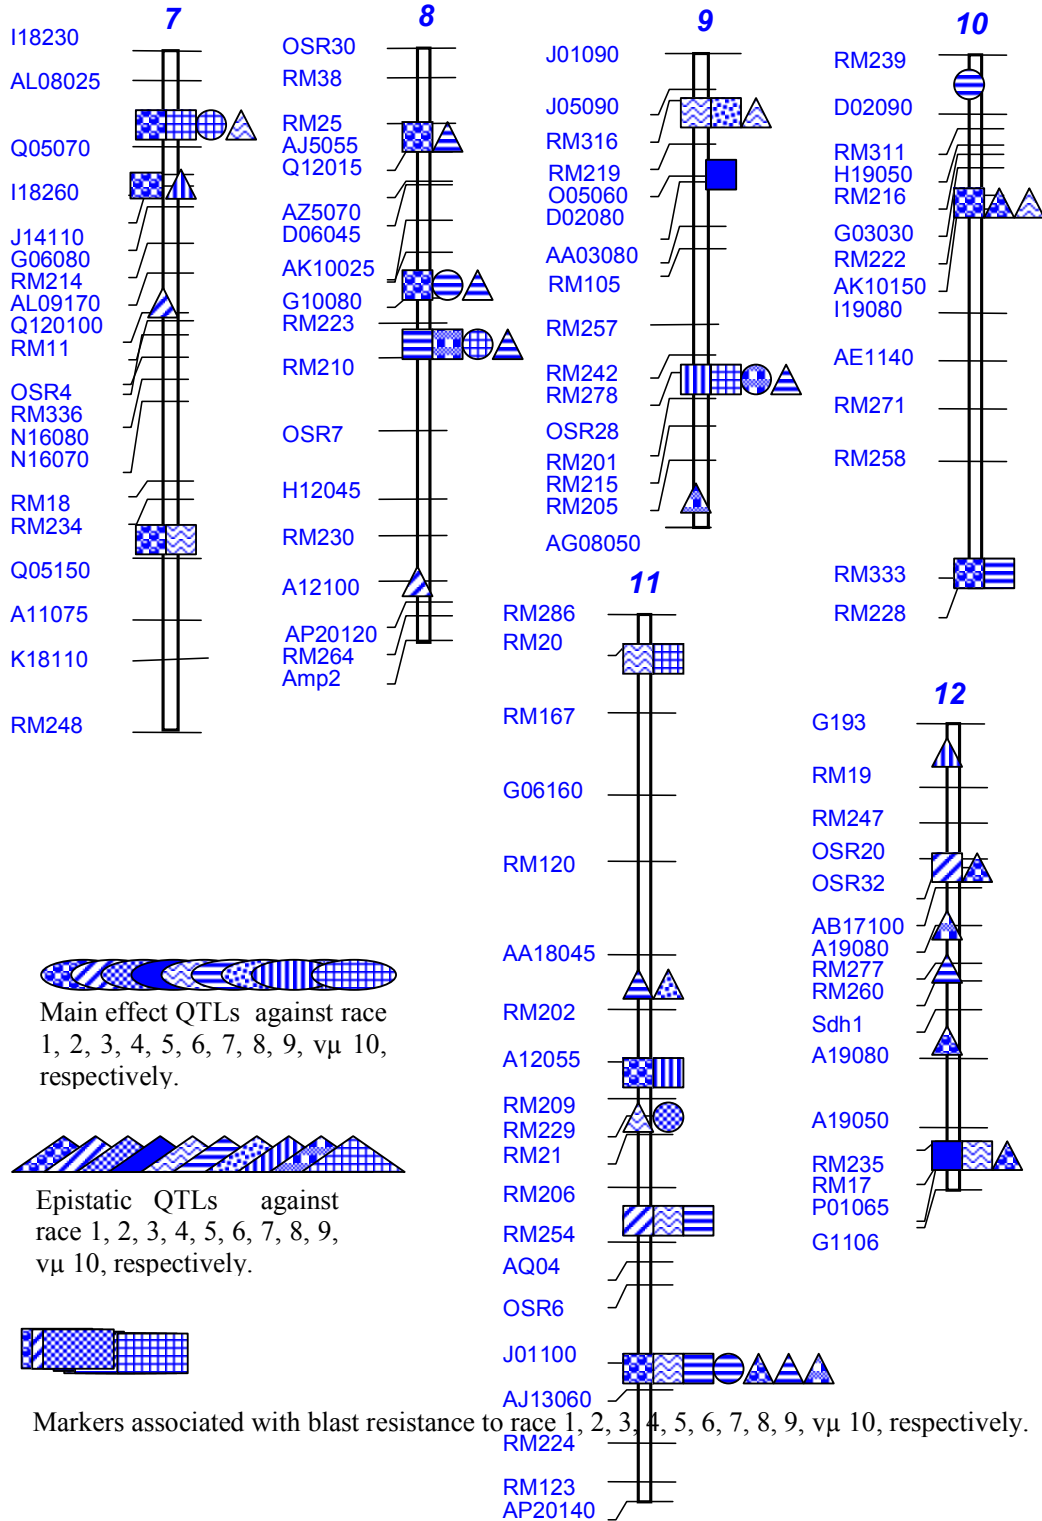 7
I18230
AL08025
Q05070
I18260
J14110
G06080
RM214
AL09170
Q120100
RM11
OSR4
RM336
N16080
N16070
RM18
RM234
Q05150
A11075
K18110
RM248
8
OSR30
RM38
RM25
AJ5055
Q12015
AZ5070
D06045
AK10025
G10080
RM223
RM210
OSR7
H12045
RM230
A12100
AP20120
RM264
Amp2
9
J01090
J05090
RM316
RM219
O05060
D02080
AA03080
RM105
RM257
RM242
RM278
OSR28
RM201
RM215
RM205
AG08050
10
RM239
D02090
RM311
H19050
RM216
G03030
RM222
AK10150
I19080
AE1140
RM271
RM258
RM333
RM228
11
RM286
RM20
RM167
G06160
RM120
AA18045
RM202
A12055
RM209
RM229
RM21
RM206
RM254
AQ04
OSR6
J01100
AJ13060
RM224
RM123
AP20140
12
G193
RM19
RM247
OSR20
OSR32
AB17100
A19080
RM277
RM260
Sdh1
A19080
A19050
RM235
RM17
P01065
G1106
Main effect QTLs against race
1, 2, 3, 4, 5, 6, 7, 8, 9, vµ 10,
respectively.
Epistatic QTLs against
race 1, 2, 3, 4, 5, 6, 7, 8, 9,
vµ 10, respectively.
Markers associated with blast resistance to race 1, 2, 3, 4, 5, 6, 7, 8, 9, vµ 10, respectively.